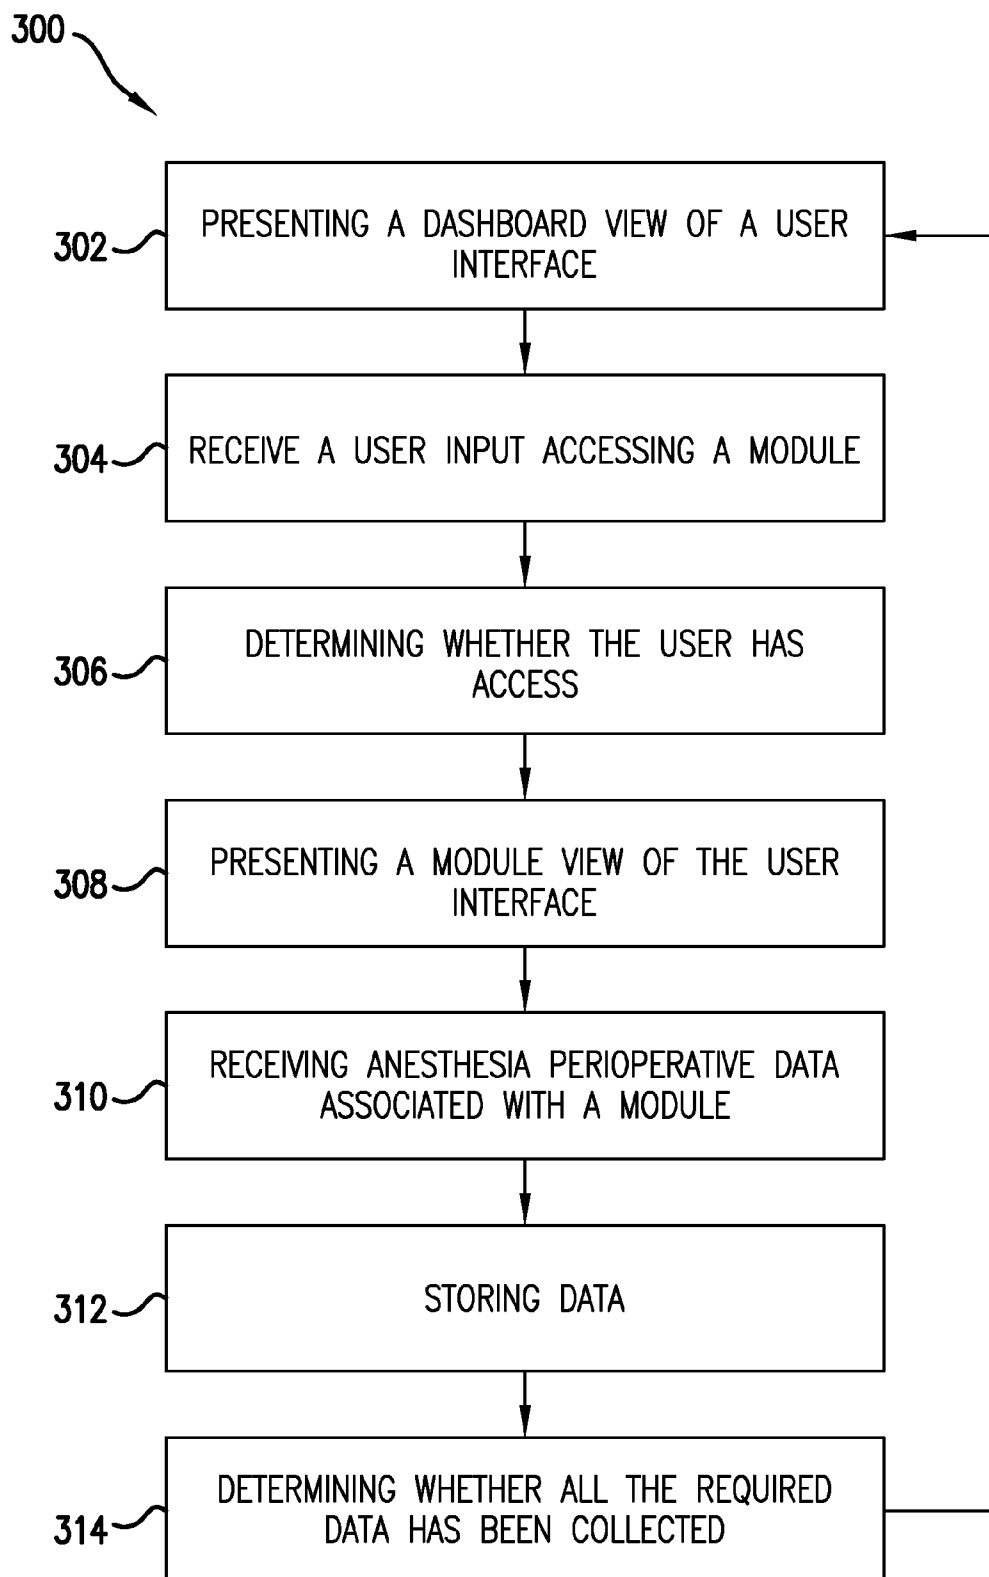 300
302
PRESENTING A DASHBOARD VIEW OF A USER
INTERFACE
304
RECEIVE A USER INPUT ACCESSING A MODULE
306
DETERMINING WHETHER THE USER HAS
ACCESS
308
PRESENTING A MODULE VIEW OF THE USER
INTERFACE
310
RECEIVING ANESTHESIA PERIOPERATIVE DATA
ASSOCIATED WITH A MODULE
312
STORING DATA
314
DETERMINING WHETHER ALL THE REQUIRED
DATA HAS BEEN COLLECTED